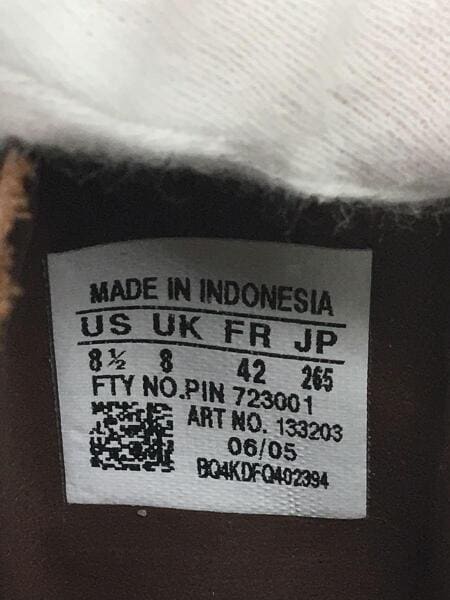 MADE IN INDONESIA
US UK FR JP
8½ 8 42 265
FTY NO.PIN 723001
ART NO. 133203
06/05
BQ4KDFQ402394